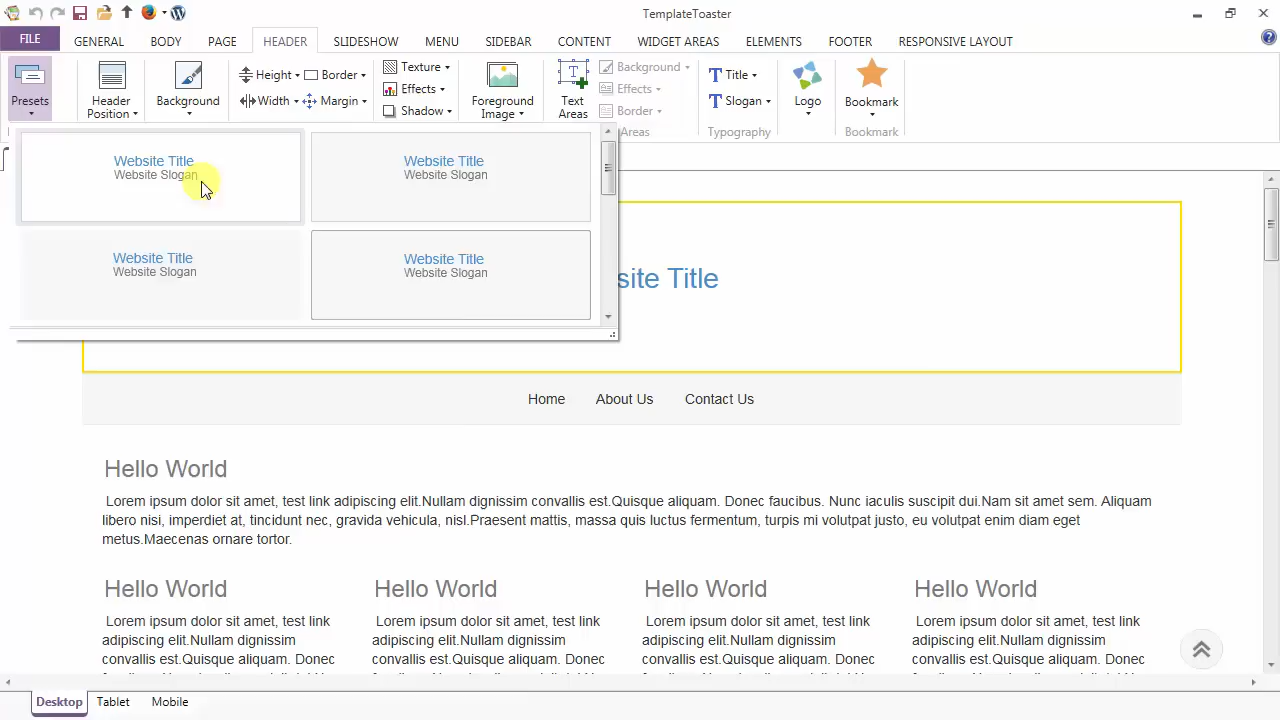 TemplateToaster
FILE GENERAL BODY PAGE HEADER SLIDESHOW MENU SIDEBAR CONTENT WIDGET AREAS ELEMENTS FOOTER RESPONSIVE LAYOUT
Presets
Header
Position
Background
Height
Width
Border
Margin
Texture
Effects
Shadow
Foreground
Image
Text
Areas
Background
Effects
Border
Areas
Title
Slogan
Typography
Logo
Bookmark
Bookmark
Website Title
Website Slogan
Website Title
Website Slogan
Website Title
Website Slogan
Website Title
Website Slogan
site Title
Home About Us Contact Us
Hello World
Lorem ipsum dolor sit amet, test link adipiscing elit.Nullam dignissim convallis est.Quisque aliquam. Donec faucibus. Nunc iaculis suscipit dui.Nam sit amet sem. Aliquam
libero nisi, imperdiet at, tincidunt nec, gravida vehicula, nisl.Praesent mattis, massa quis luctus fermentum, turpis mi volutpat justo, eu volutpat enim diam eget
metus.Maecenas ornare tortor.
Hello World
Lorem ipsum dolor sit amet, test link
adipiscing elit.Nullam dignissim
convallis est.Quisque aliquam. Donec
Hello World
Lorem ipsum dolor sit amet, test link
adipiscing elit.Nullam dignissim
convallis est.Quisque aliquam. Donec
Hello World
Lorem ipsum dolor sit amet, test link
adipiscing elit.Nullam dignissim
convallis est.Quisque aliquam. Donec
Hello World
Lorem ipsum dolor sit amet, test link
adipiscing elit.Nullam dignissim
convallis est.Quisque aliquam. Donec
Desktop Tablet Mobile